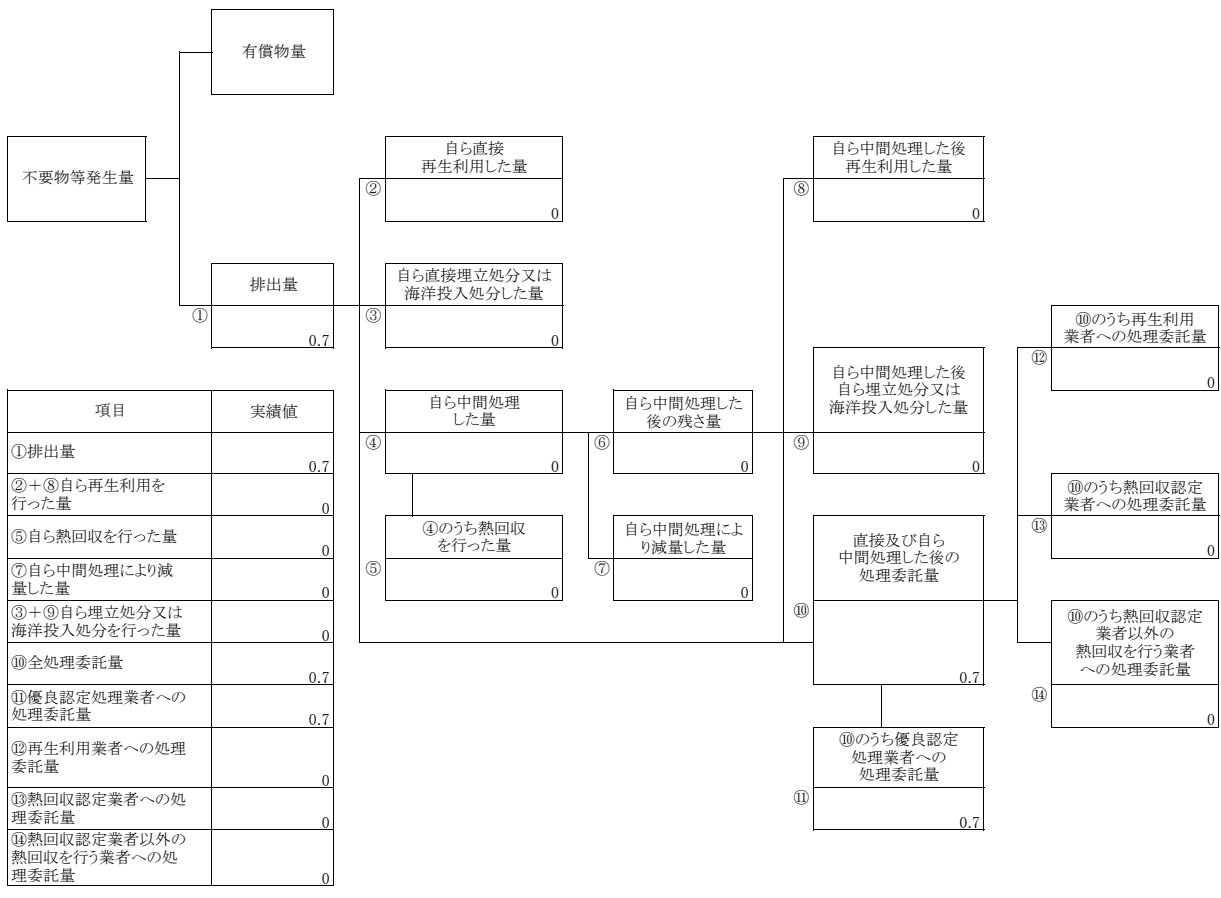 有償物量
不要物等発生量
自ら直接
再生利用した量
②
0
自ら中間処理した後
再生利用した量
⑧
0
排出量
①
0.7
自ら直接埋立処分又は
海洋投入処分した量
③
0
⑩のうち再生利用
業者への処理委託量
⑫
0
自ら中間処理
した量
④
0
自ら中間処理した
後の残さ量
⑥
0
自ら中間処理した後
自ら埋立処分又は
海洋投入処分した量
⑨
0
⑩のうち熱回収認定
業者への処理委託量
⑬
0
④のうち熱回収
を行った量
⑤
0
自ら中間処理によ
り減量した量
⑦
0
直接及び自ら
中間処理した後の
処理委託量
⑩
0.7
⑩のうち熱回収認定
業者以外の
熱回収を行う業者
への処理委託量
⑭
0
⑩のうち優良認定
処理業者への
処理委託量
⑪
0.7
項目 実績値
①排出量
0.7
②＋⑧自ら再生利用を
行った量
0
⑤自ら熱回収を行った量
0
⑦自ら中間処理により減
量した量
0
③＋⑨自ら埋立処分又は
海洋投入処分を行った量
0
⑩全処理委託量
0.7
⑪優良認定処理業者への
処理委託量
0.7
⑫再生利用業者への処理
委託量
0
⑬熱回収認定業者への処
理委託量
0
⑭熱回収認定業者以外の
熱回収を行う業者への処
理委託量
0